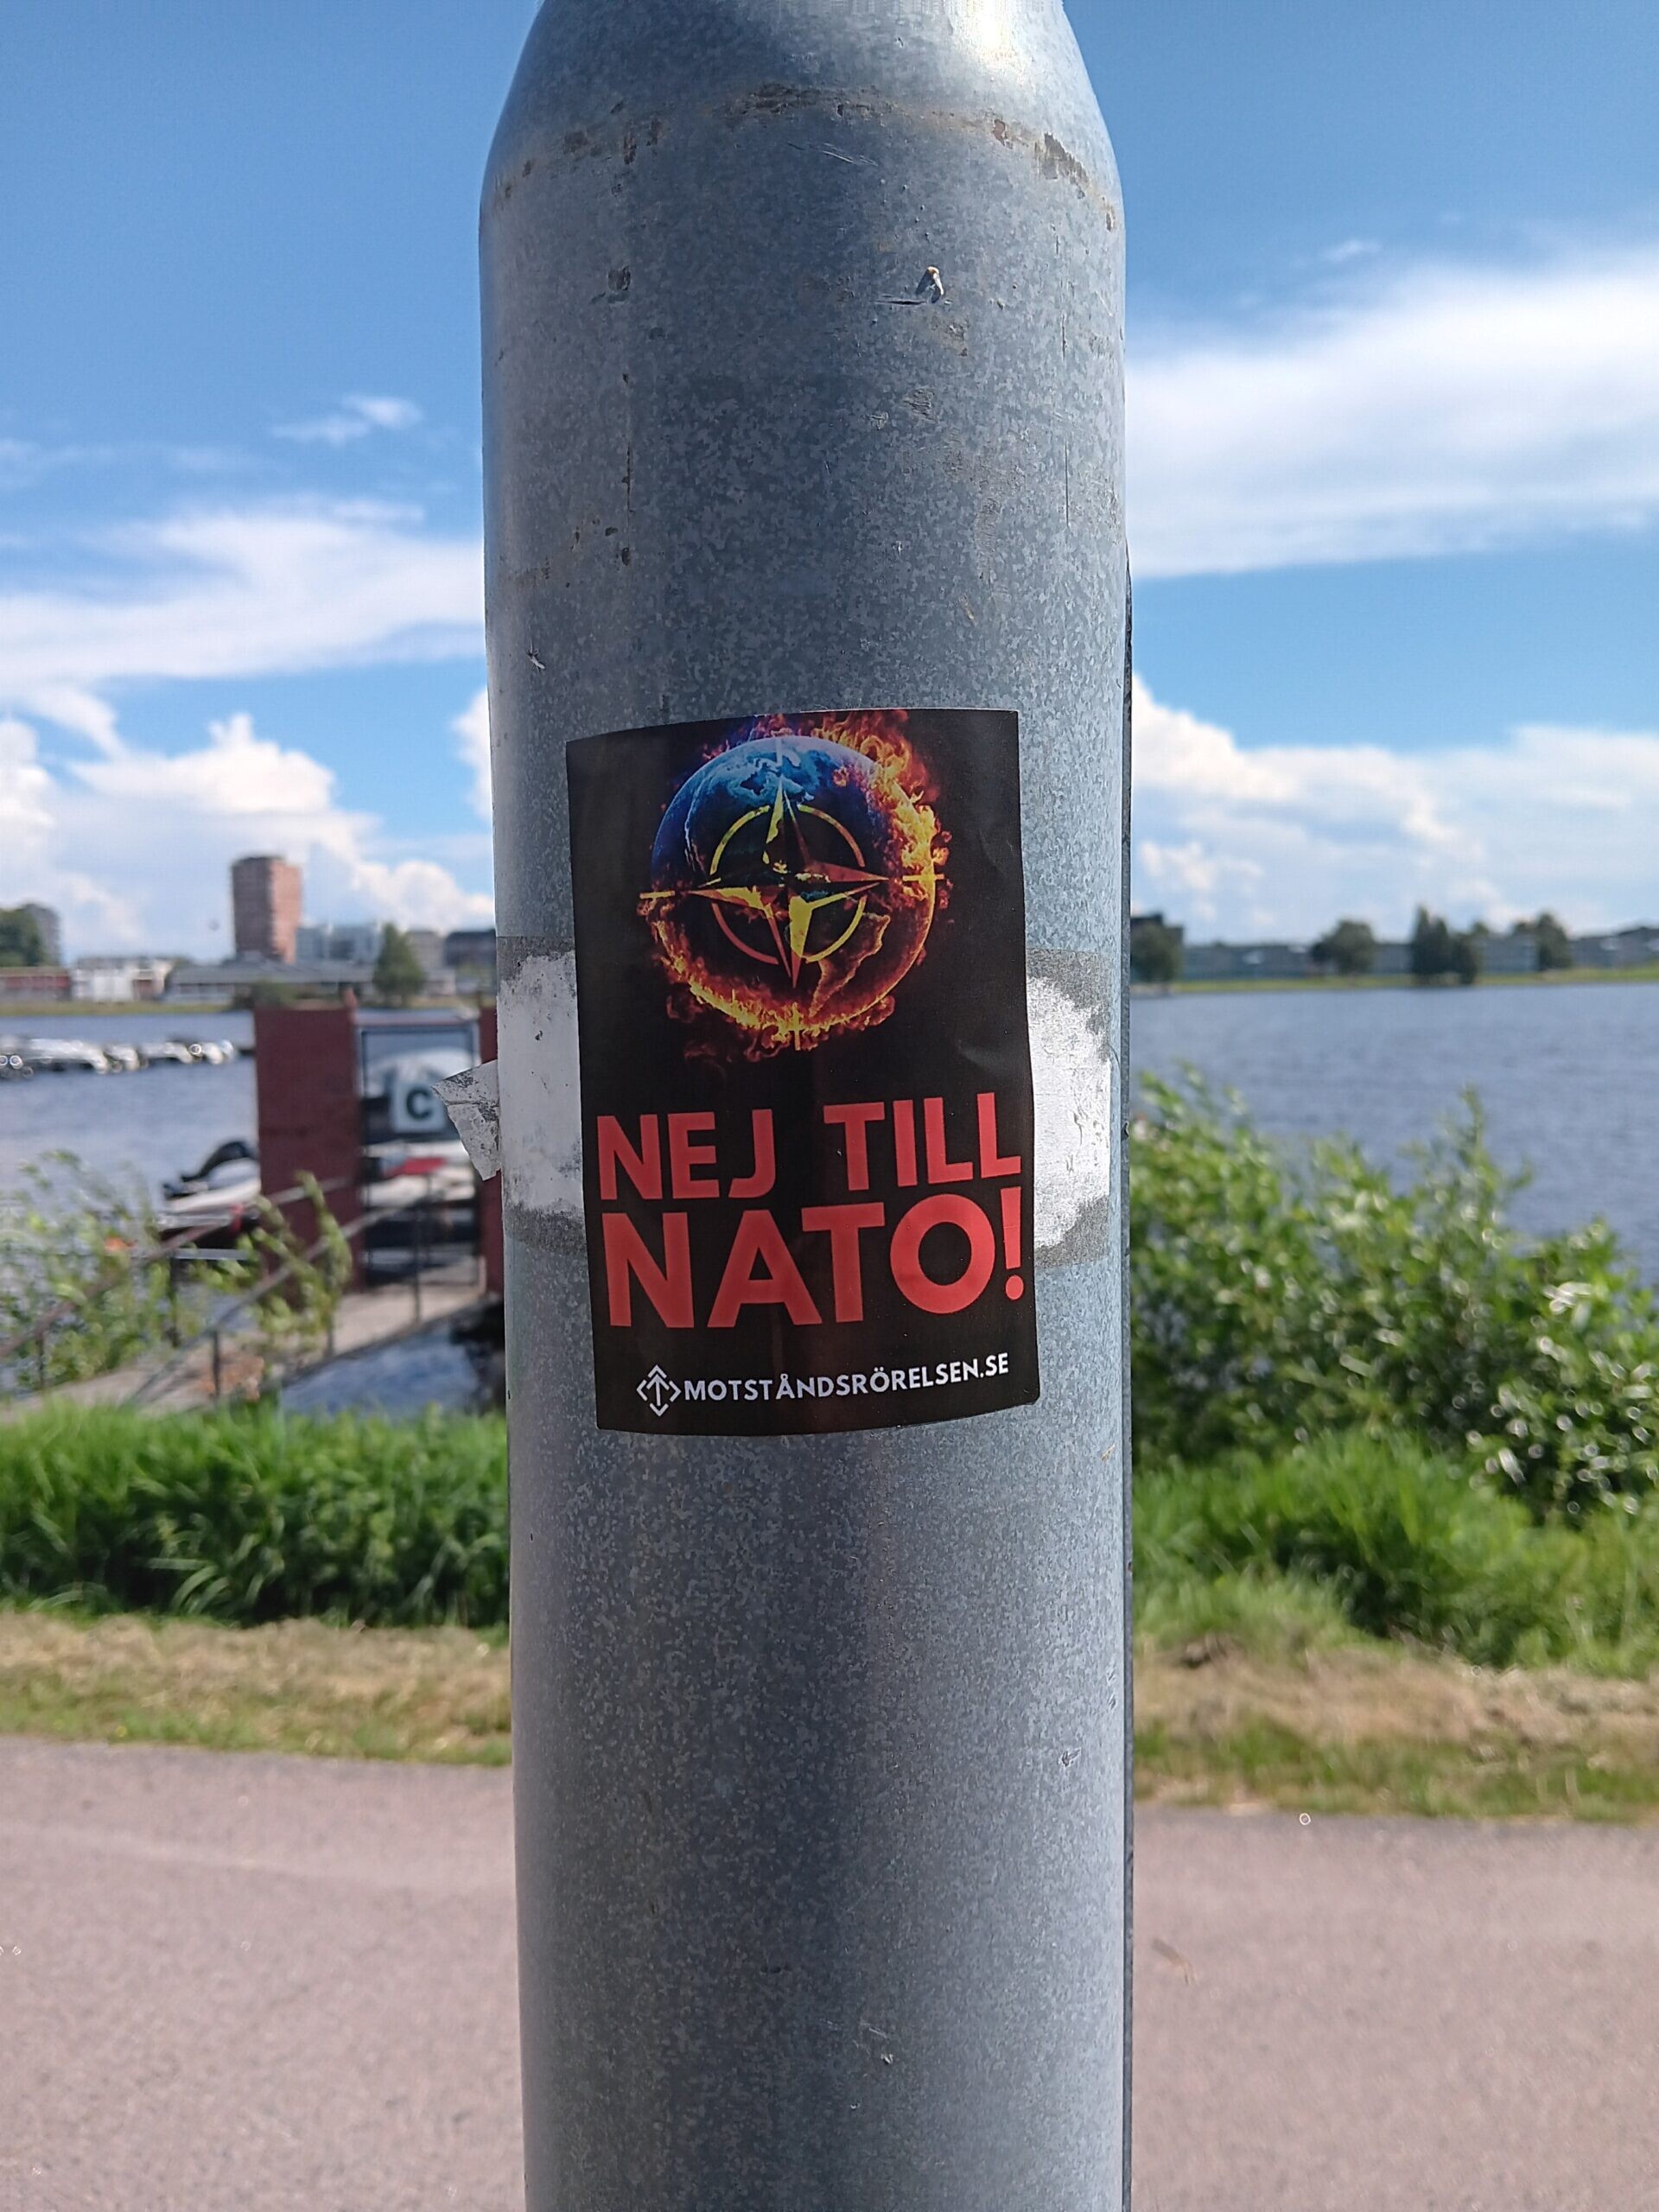 NEJ TILL
NATO!
MOTSTÅNDSRÖRELSEN.SE
C